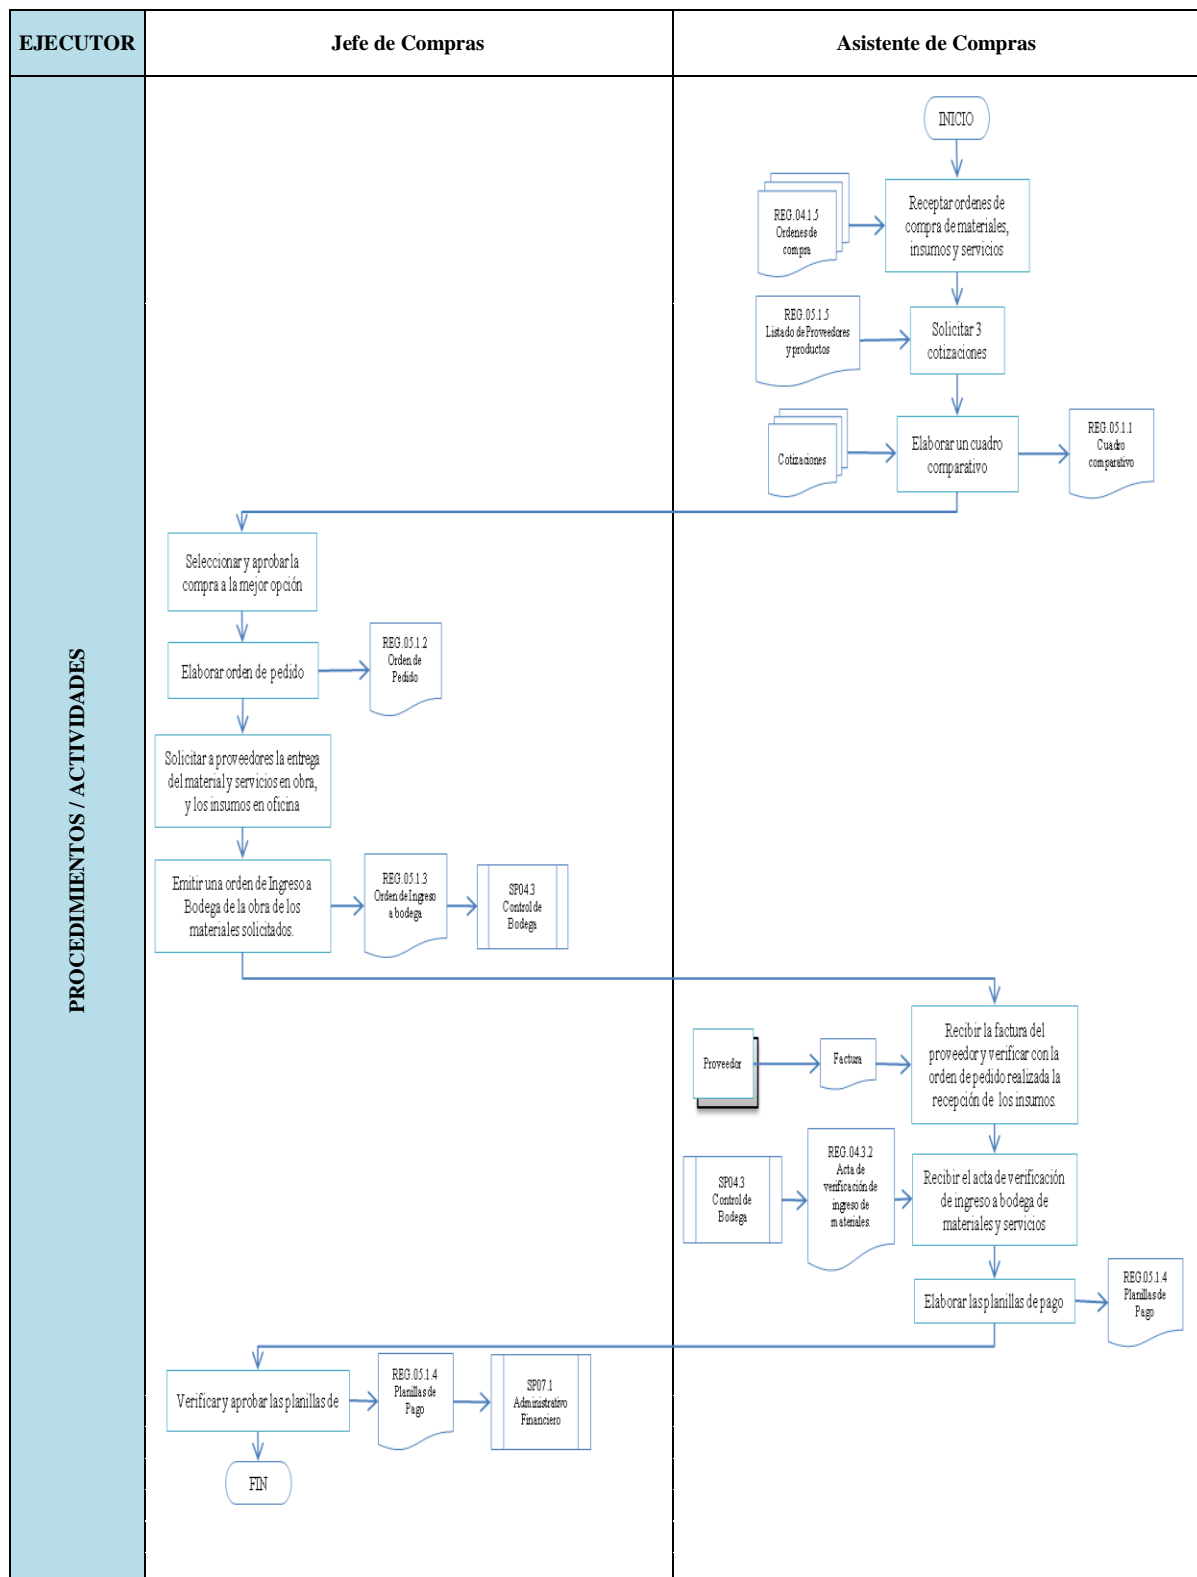 EJECUTOR
Jefe de Compras
Asistente de Compras
PROCEDIMIENTOS / ACTIVIDADES
INICIO
REG.04.1.5
Ordenes de
compra
Receptar ordenes de
compra de materiales,
insumos y servicios
REG.05.1.5
Listado de Proveedores
y productos
Solicitar 3
cotizaciones
Cotizaciones
Elaborar un cuadro
comparativo
REG.05.1.1
Cuadro
comparativo
Seleccionar y aprobar la
compra a la mejor opción
Elaborar orden de pedido
REG.05.1.2
Orden de
Pedido
Solicitar a proveedores la entrega
del material y servicios en obra,
y los insumos en oficina
Emitir una orden de Ingreso a
Bodega de la obra de los
materiales solicitados.
REG.05.1.3
Orden de Ingreso
a bodega
SP04.3
Control de
Bodega
Proveedor
Factura
Recibir la factura del
proveedor y verificar con la
orden de pedido realizada la
recepción de los insumos.
SP04.3
Control de
Bodega
REG.04.3.2
Acta de
verificación de
ingreso de
materiales.
Recibir el acta de verificación
de ingreso a bodega de
materiales y servicios
Elaborar las planillas de pago
REG.05.1.4
Planillas de
Pago
Verificar y aprobar las planillas de
REG.05.1.4
Planillas de
Pago
SP07.1
Administrativo
Financiero
FIN